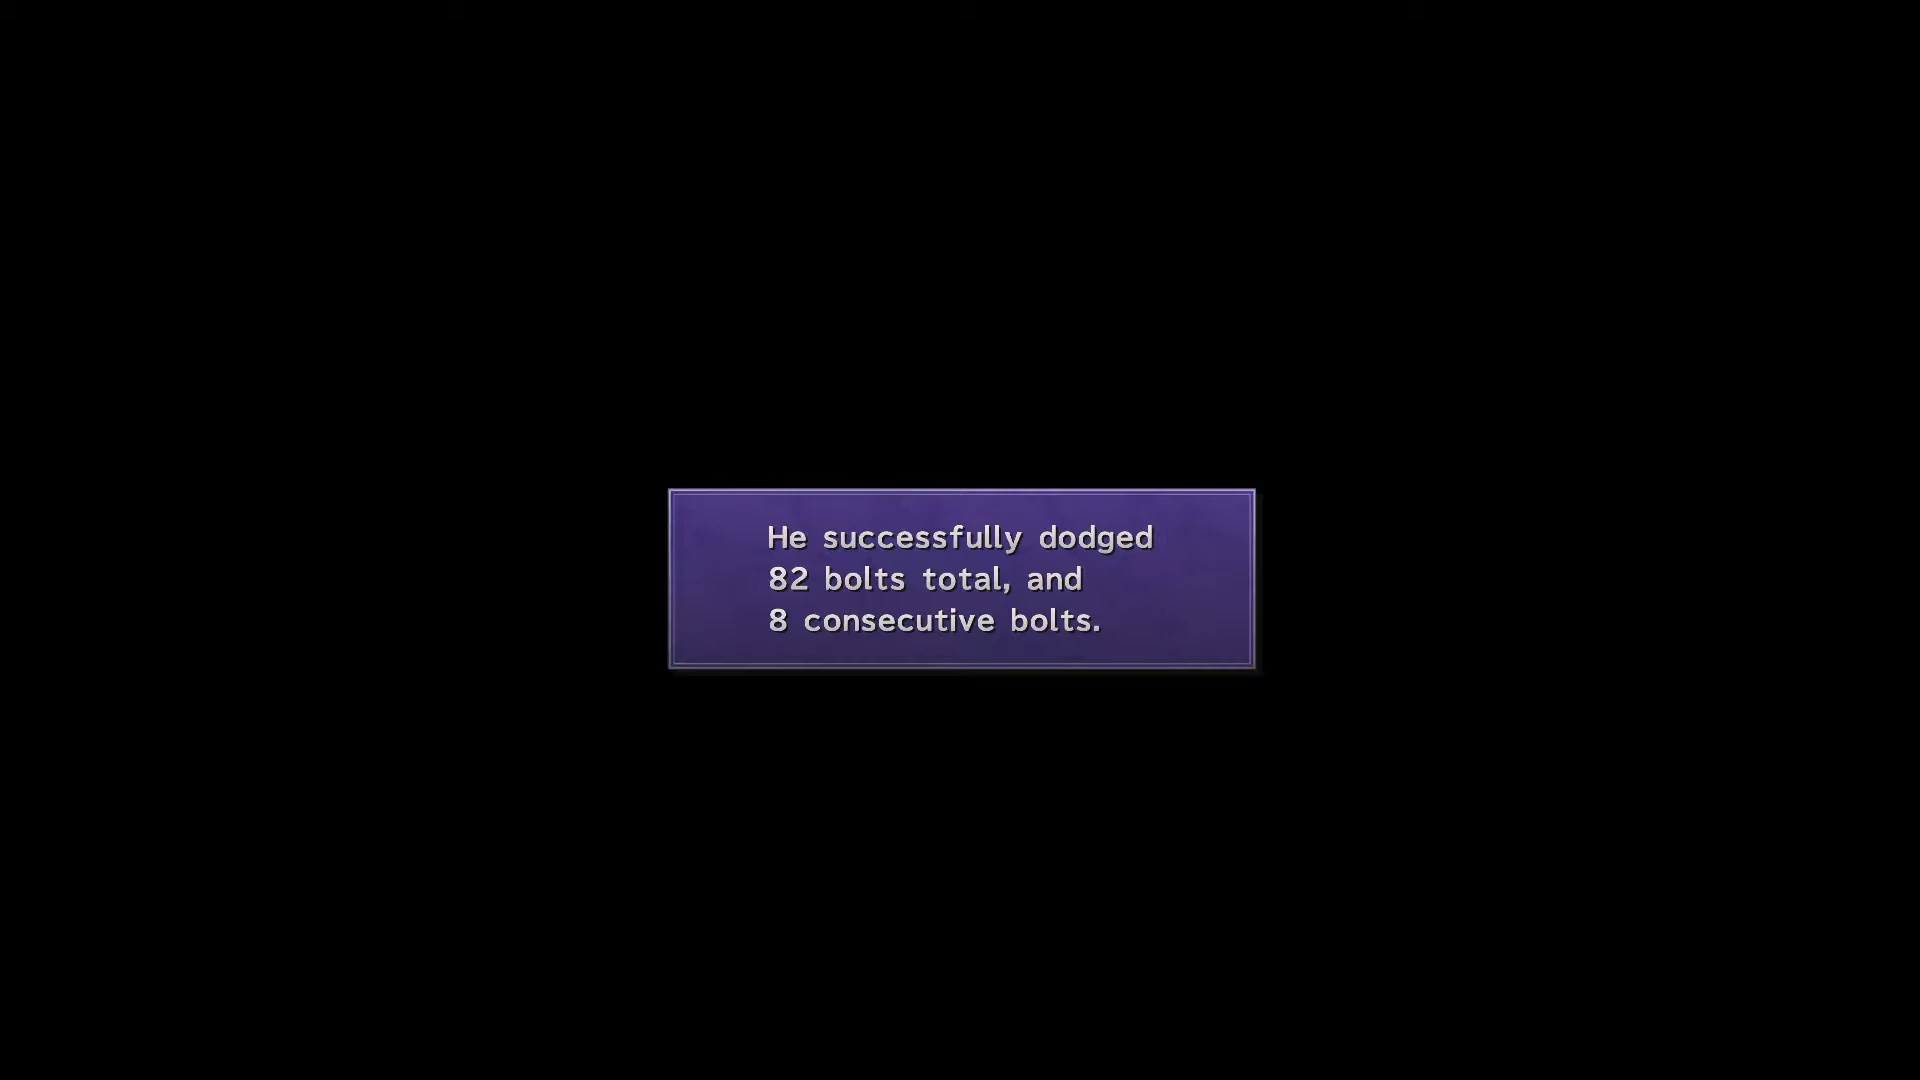 He successfully dodged
82 bolts total, and
8 consecutive bolts.